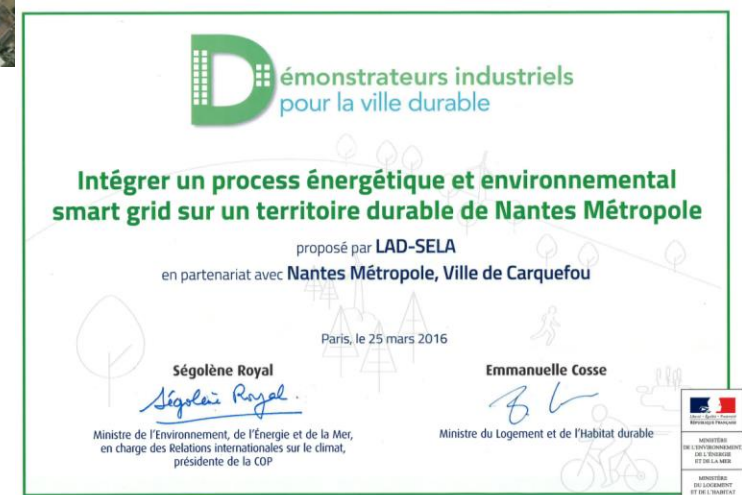 Démonstrateurs industriels
pour la ville durable
Intégrer un process énergétique et environnemental
smart grid sur un territoire durable de Nantes Métropole
proposé par LAD-SELA
en partenariat avec Nantes Métropole, Ville de Carquefou
Paris, le 25 mars 2016
Ségolène Royal
Ségolène Royal
Ministre de l'Environnement, de l'Énergie et de la Mer,
en charge des Relations internationales sur le climat,
présidente de la COP
Emmanuelle Cosse
Ministre du Logement et de l'Habitat durable
Liberté • Égalité • Fraternité
RÉPUBLIQUE FRANÇAISE
MINISTÈRE
DE L'ENVIRONNEMENT,
DE L'ÉNERGIE
ET DE LA MER
MINISTÈRE
DU LOGEMENT
ET DE L'HABITAT